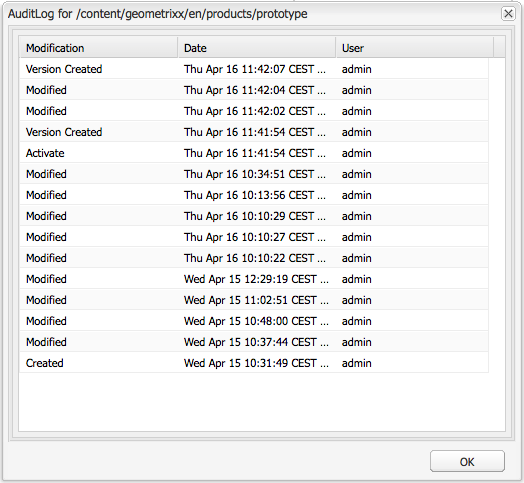 AuditLog for /content/geometrixx/en/products/prototype
Modification Date User
Version Created Thu Apr 16 11:42:07 CEST ... admin
Modified Thu Apr 16 11:42:04 CEST ... admin
Modified Thu Apr 16 11:42:02 CEST ... admin
Version Created Thu Apr 16 11:41:54 CEST ... admin
Activate Thu Apr 16 11:41:54 CEST ... admin
Modified Thu Apr 16 10:34:51 CEST ... admin
Modified Thu Apr 16 10:13:56 CEST ... admin
Modified Thu Apr 16 10:10:29 CEST ... admin
Modified Thu Apr 16 10:10:27 CEST ... admin
Modified Thu Apr 16 10:10:22 CEST ... admin
Modified Wed Apr 15 12:29:19 CEST ... admin
Modified Wed Apr 15 11:02:51 CEST ... admin
Modified Wed Apr 15 10:48:00 CEST ... admin
Modified Wed Apr 15 10:37:44 CEST ... admin
Created Wed Apr 15 10:31:49 CEST ... admin
OK